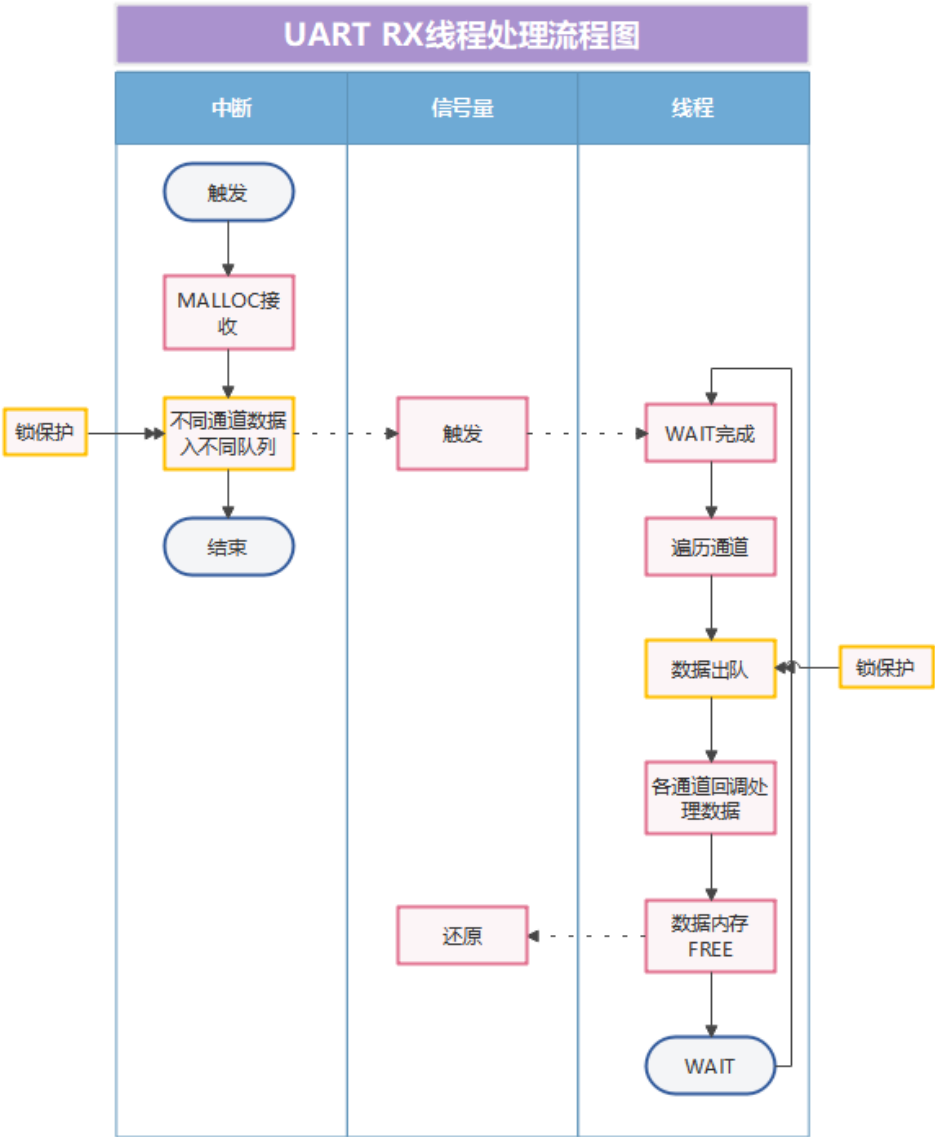 UART RX线程处理流程图
中断
信号量
线程
触发
MALLOC接
收
锁保护
不同通道数据
入不同队列
触发
WAIT完成
结束
遍历通道
数据出队
锁保护
各通道回调处
理数据
还原
数据内存
FREE
WAIT